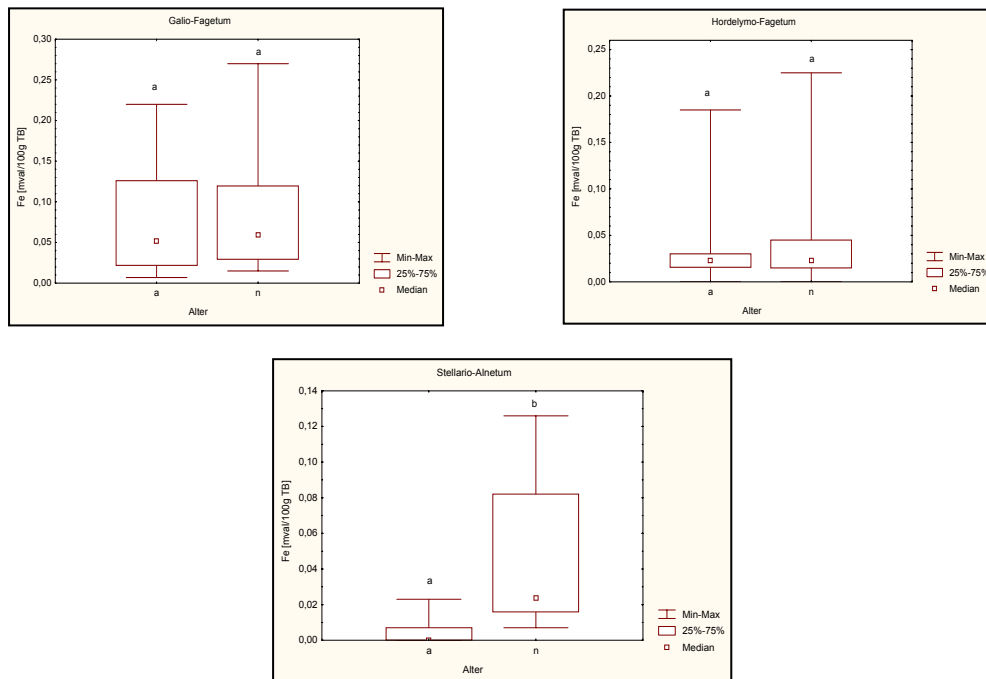 Galio-Fagetum
Fe [mval/100g TB]
0,30
0,25
0,20
0,15
0,10
0,05
0,00
a
a
a
n
Alter
Min-Max
25%-75%
Median
Hordelymo-Fagetum
Fe [mval/100g TB]
0,25
0,20
0,15
0,10
0,05
0,00
a
a
a
n
Alter
Min-Max
25%-75%
Median
Stellario-Alnetum
Fe [mval/100g TB]
0,14
0,12
0,10
0,08
0,06
0,04
0,02
0,00
a
b
a
n
Alter
Min-Max
25%-75%
Median